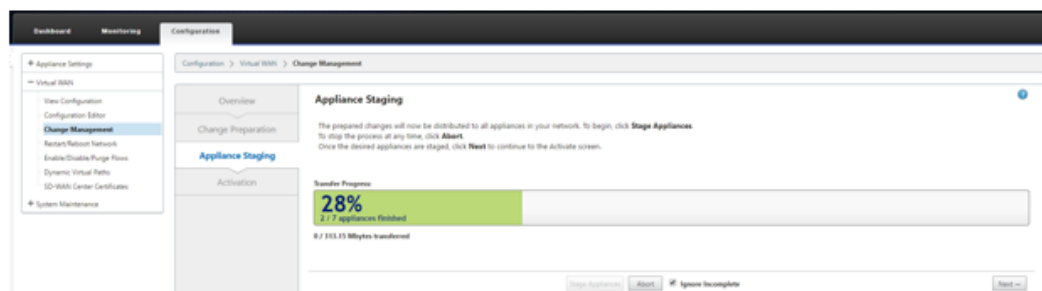 Dashboard Monitoring Configuration
+ Appliance Settings
− Virtual WAN
View Configuration
Configuration Editor
Change Management
Restart/Reboot Network
Enable/Disable/Purge Flows
Dynamic Virtual Paths
SD-WAN Center Certificates
+ System Maintenance
Configuration > Virtual WAN > Change Management
Overview
Change Preparation
Appliance Staging
Activation
Appliance Staging
?
The prepared changes will now be distributed to all appliances in your network. To begin, click Stage Appliances.
To stop the process at any time, click Abort.
Once the desired appliances are staged, click Next to continue to the Activate screen.
Transfer Progress:
28%
2 / 7 appliances finished
0 / 313.15 Mbytes transferred
Stage Appliances Abort Ignore Incomplete Next →